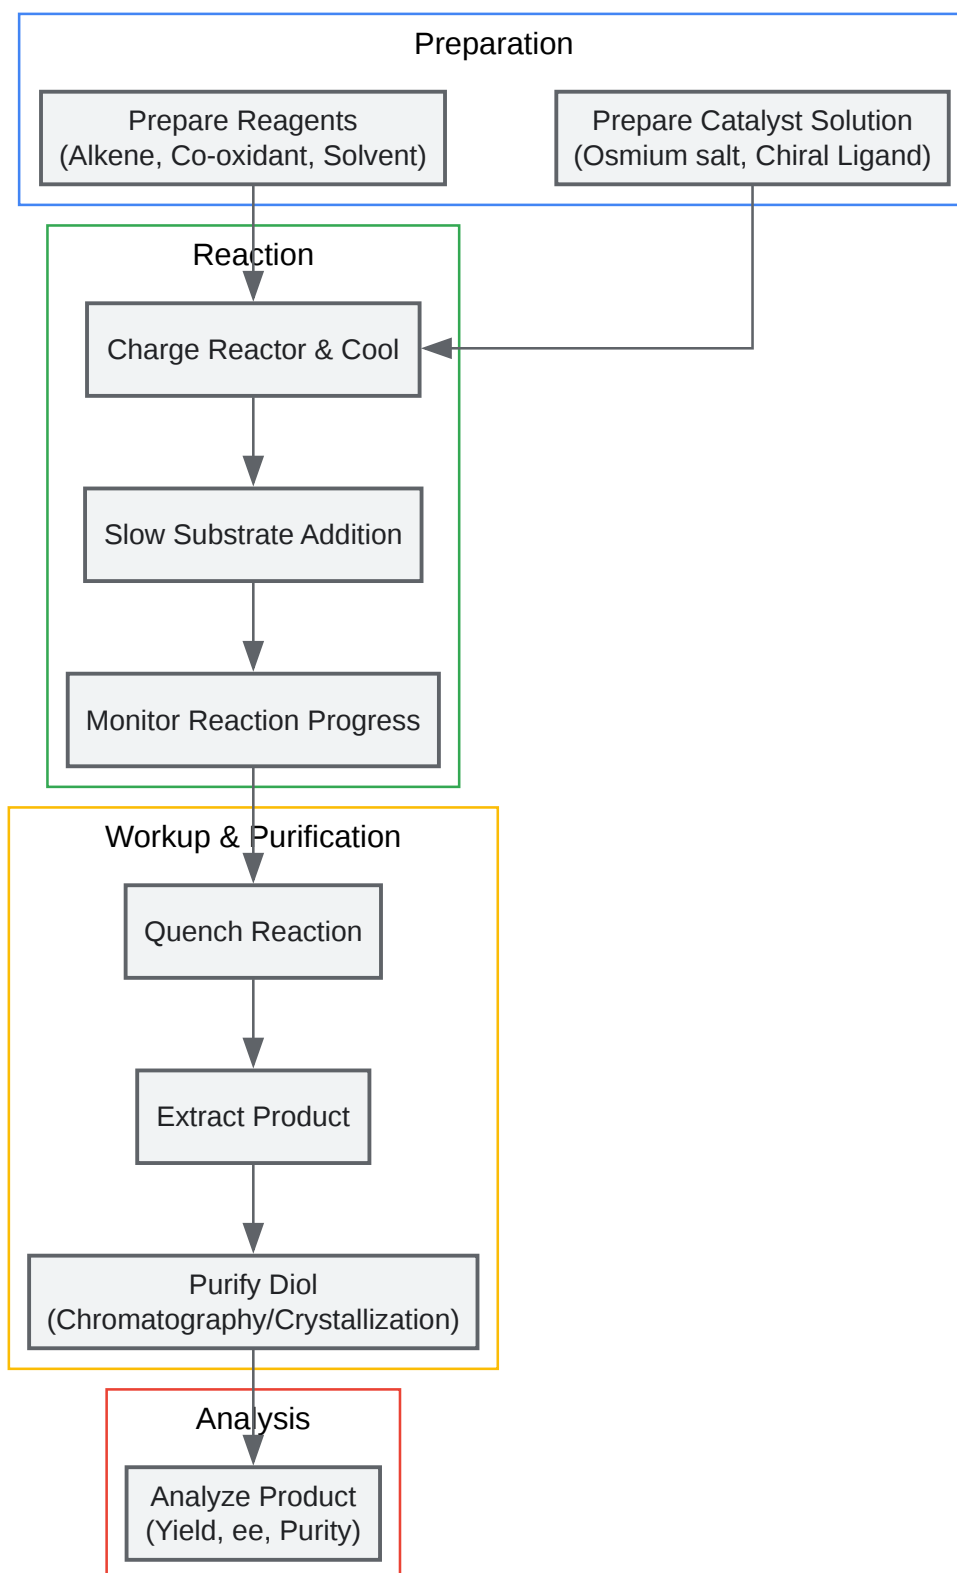 Preparation
Prepare Reagents
(Alkene, Co-oxidant, Solvent)
Prepare Catalyst Solution
(Osmium salt, Chiral Ligand)
Reaction
Charge Reactor & Cool
Slow Substrate Addition
Monitor Reaction Progress
Workup & Purification
Quench Reaction
Extract Product
Purify Diol
(Chromatography/Crystallization)
Analysis
Analyze Product
(Yield, ee, Purity)